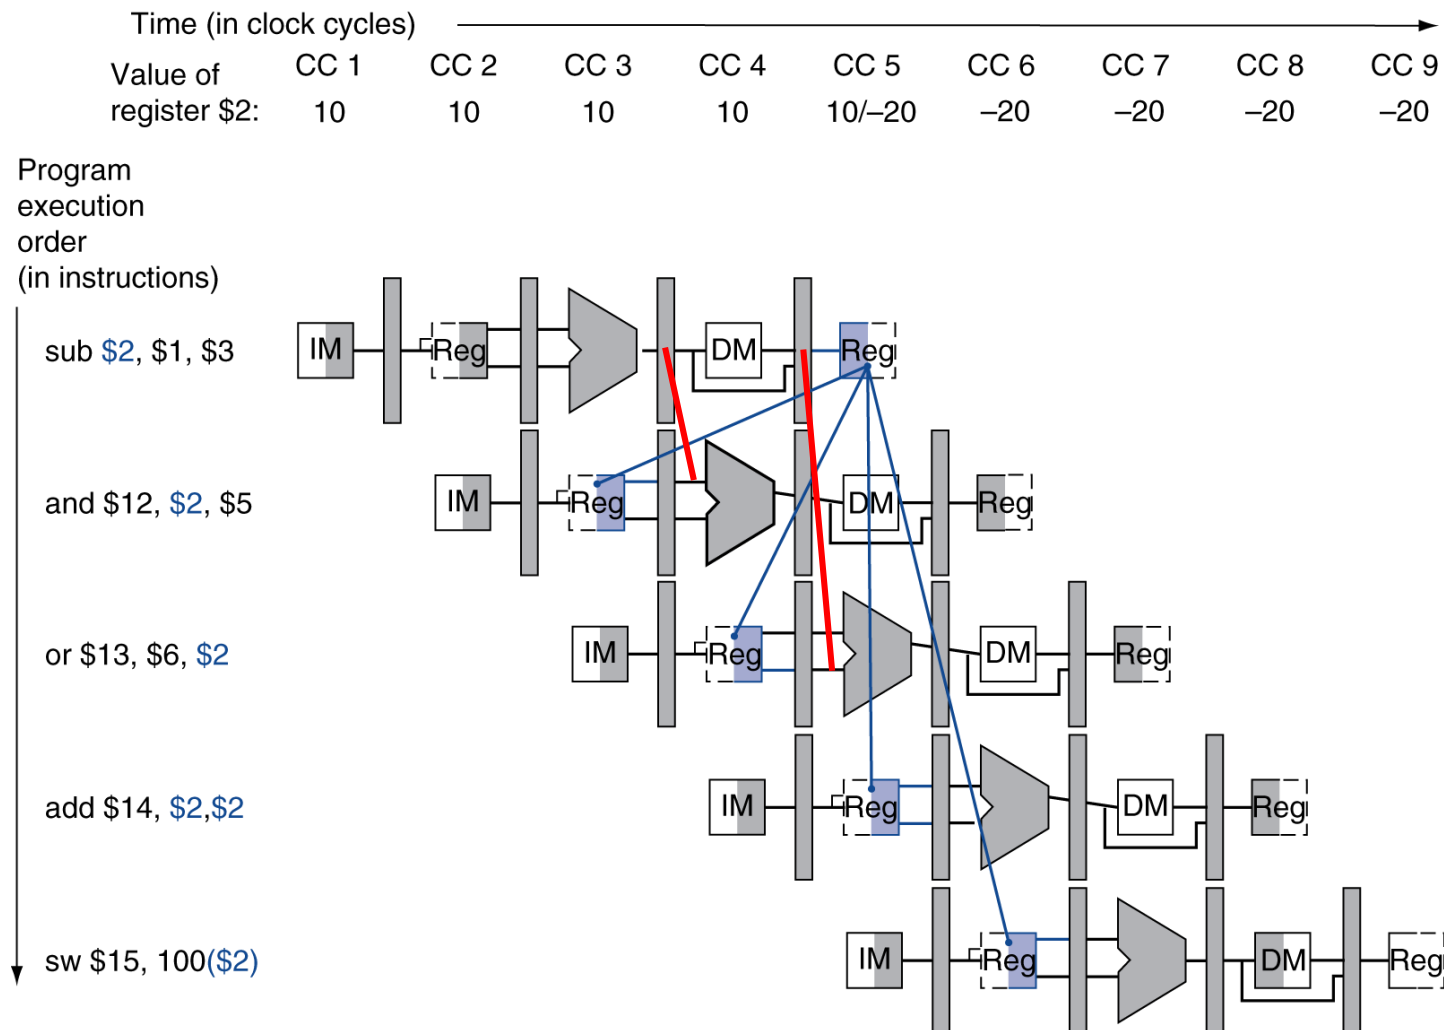 Time (in clock cycles)
Value of register $2:
CC 1 CC 2 CC 3 CC 4 CC 5 CC 6 CC 7 CC 8 CC 9
10 10 10 10 10/–20 –20 –20 –20 –20
Program
execution
order
(in instructions)
sub $2, $1, $3
IM Reg DM Reg
and $12, $2, $5
IM Reg DM Reg
or $13, $6, $2
IM Reg DM Reg
add $14, $2,$2
IM Reg DM Reg
sw $15, 100($2)
IM Reg DM Reg